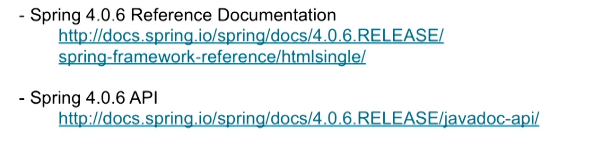 - Spring 4.0.6 Reference Documentation
http://docs.spring.io/spring/docs/4.0.6.RELEASE/
spring-framework-reference/htmlsingle/
- Spring 4.0.6 API
http://docs.spring.io/spring/docs/4.0.6.RELEASE/javadoc-api/